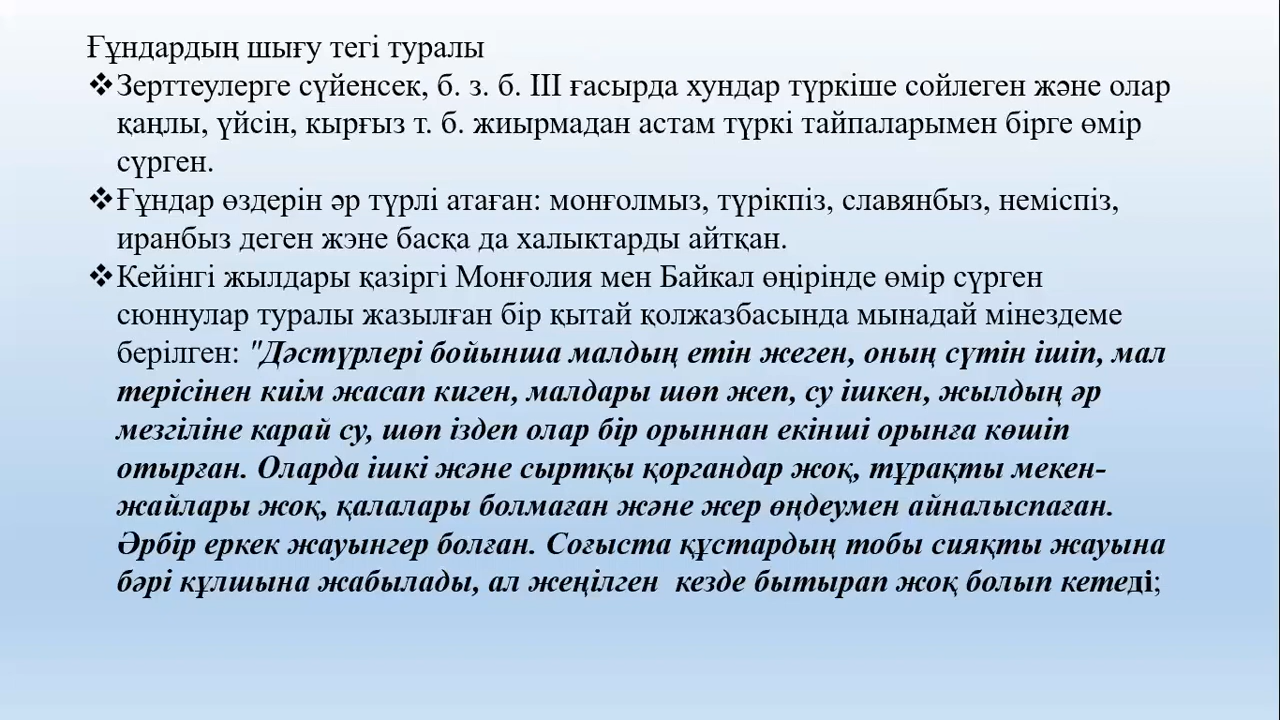 Ғұндардың шығу тегі туралы
❖Зерттеулерге сүйенсек, б. з. б. III ғасырда хундар түркіше сойлеген және олар
қаңлы, үйсін, кырғыз т. б. жиырмадан астам түркі тайпаларымен бірге өмір
сүрген.
❖Ғұндар өздерін әр түрлі атаған: монғолмыз, түрікпіз, славянбыз, неміспіз,
иранбыз деген жэне басқа да халыктарды айтқан.
❖Кейінгі жылдары қазіргі Монғолия мен Байкал өңірінде өмір сүрген
сюннулар туралы жазылған бір қытай қолжазбасында мынадай мінездеме
берілген: "Дәстүрлері бойынша малдың етін жеген, оның сүтін ішіп, мал
терісінен киім жасап киген, малдары шөп жеп, су ішкен, жылдың әр
мезгіліне карай су, шөп іздеп олар бір орыннан екінші орынға көшіп
отырған. Оларда ішкі және сыртқы қоргандар жоқ, тұрақты мекен-
жайлары жоқ, қалалары болмаған және жер өңдеумен айналыспаған.
Әрбір еркек жауынгер болған. Соғыста құстардың тобы сияқты жауына
бәрі кұлшына жабылады, ал жеңілген кезде бытырап жоқ болып кетеді;